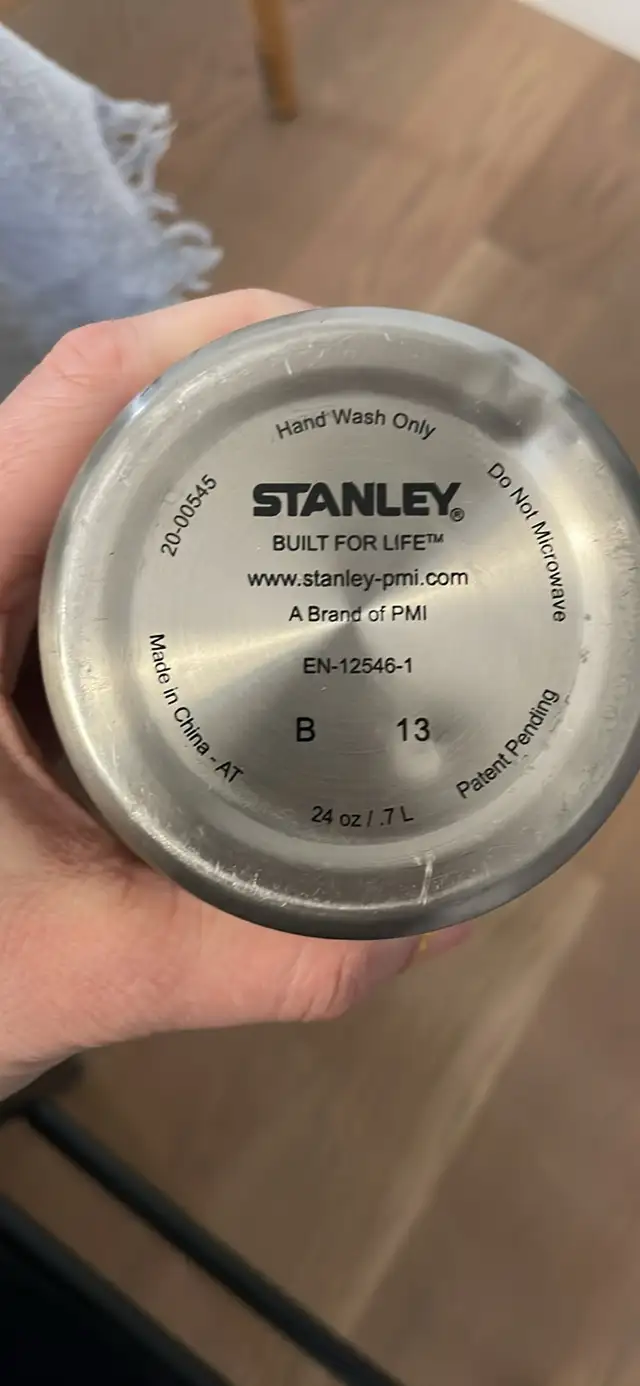 Hand Wash Only
20-00545
Do Not Microwave
STANLEY®
BUILT FOR LIFE™
www.stanley-pmi.com
A Brand of PMI
EN-12546-1
B 13
Made in China - AT
Patent Pending
24 oz / .7 L